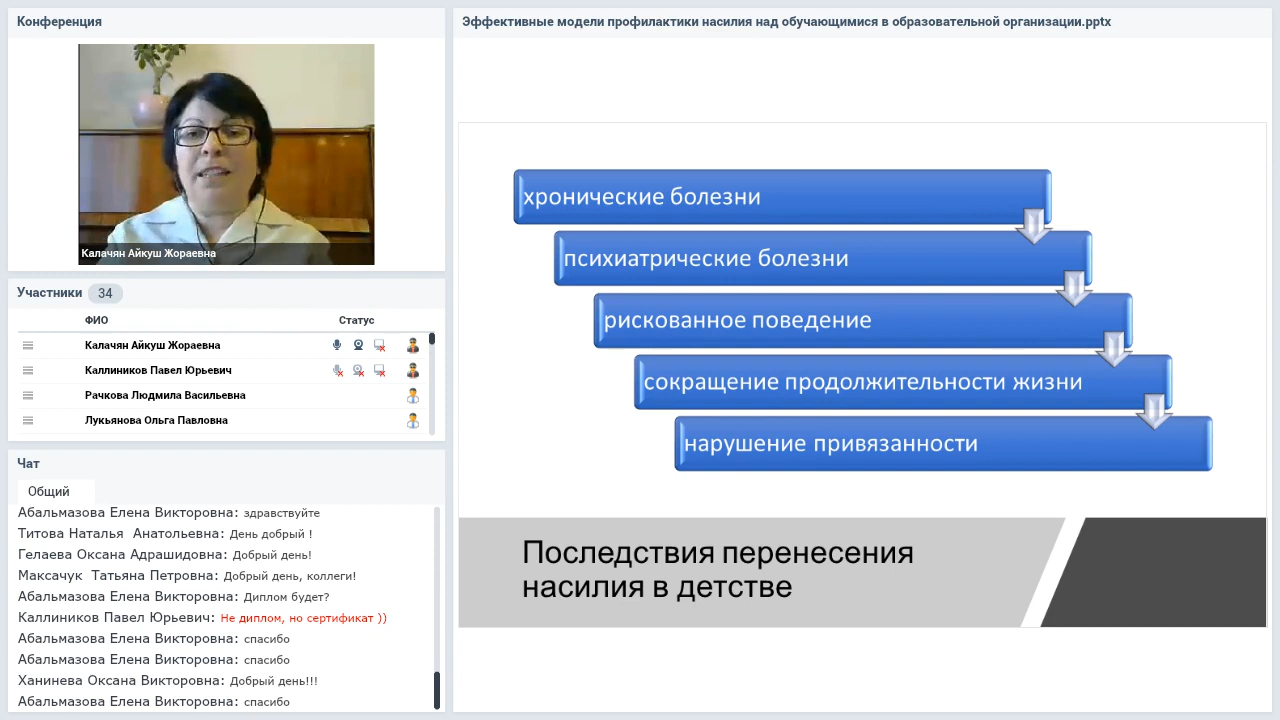 Конференция
Калачян Айкуш Жораевна
Участники 34
ФИО Статус
Калачян Айкуш Жораевна
Каллиников Павел Юрьевич
Рачкова Людмила Васильевна
Лукьянова Ольга Павловна
Чат
Общий
Абальмазова Елена Викторовна: здравствуйте
Титова Наталья  Анатольевна: День добрый !
Гелаева Оксана Адрашидовна: Добрый день!
Максачук  Татьяна Петровна: Добрый день, коллеги!
Абальмазова Елена Викторовна: Диплом будет?
Каллиников Павел Юрьевич: Не диплом, но сертификат ))
Абальмазова Елена Викторовна: спасибо
Абальмазова Елена Викторовна: спасибо
Ханинева Оксана Викторовна: Добрый день!!!
Абальмазова Елена Викторовна: спасибо
Эффективные модели профилактики насилия над обучающимися в образовательной организации.pptx
хронические болезни
психиатрические болезни
рискованное поведение
сокращение продолжительности жизни
нарушение привязанности
Последствия перенесения
насилия в детстве